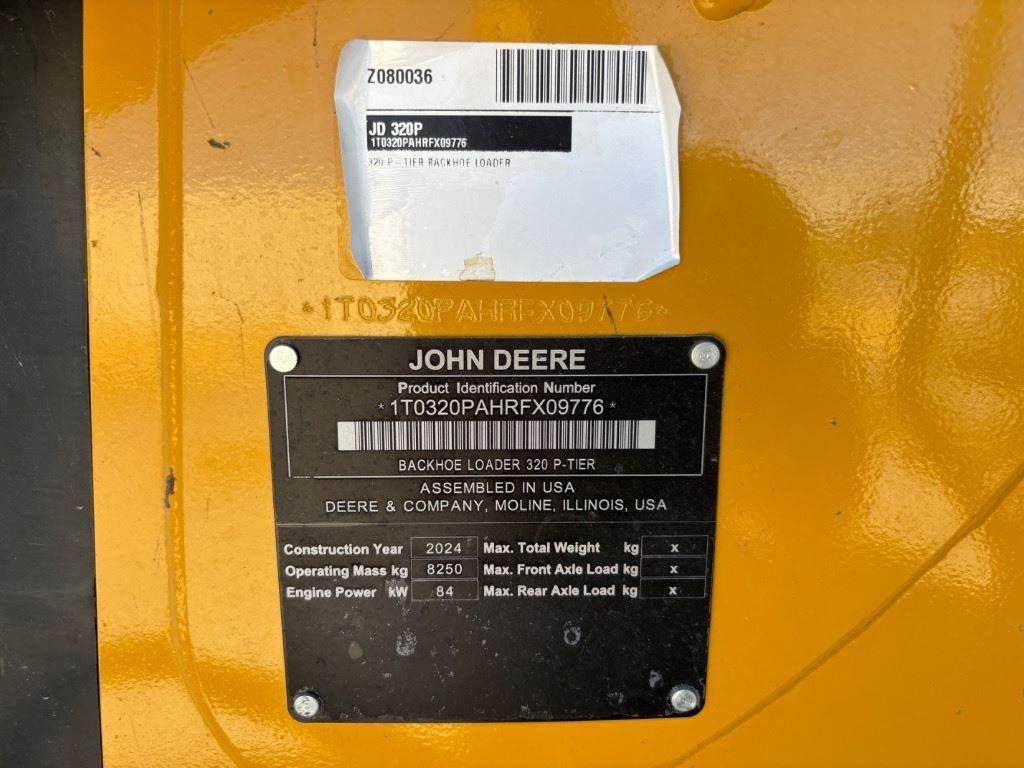 Z080036
JD 320P
1T0320PAHRFX09776
320 P-TIER BACKHOE LOADER
*1T0320PAHRFX09776*
JOHN DEERE
Product Identification Number
*1T0320PAHRFX09776*
BACKHOE LOADER 320 P-TIER
ASSEMBLED IN USA
DEERE & COMPANY, MOLINE, ILLINOIS, USA
Construction Year 2024 Max. Total Weight kg x
Operating Mass kg 8250 Max. Front Axle Load kg x
Engine Power kW 84 Max. Rear Axle Load kg x